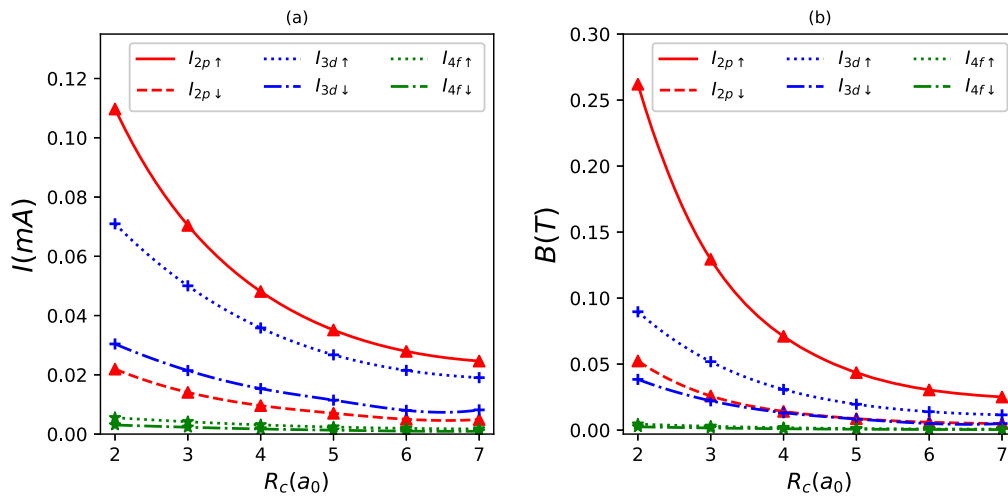 (a)
I2p↑ I3d↑ I4f↑
I2p↓ I3d↓ I4f↓
0.12
0.10
0.08
0.06
0.04
0.02
0.00
I(mA)
2 3 4 5 6 7
Rc(a0)
(b)
I2p↑ I3d↑ I4f↑
I2p↓ I3d↓ I4f↓
0.30
0.25
0.20
0.15
0.10
0.05
0.00
B(T)
2 3 4 5 6 7
Rc(a0)